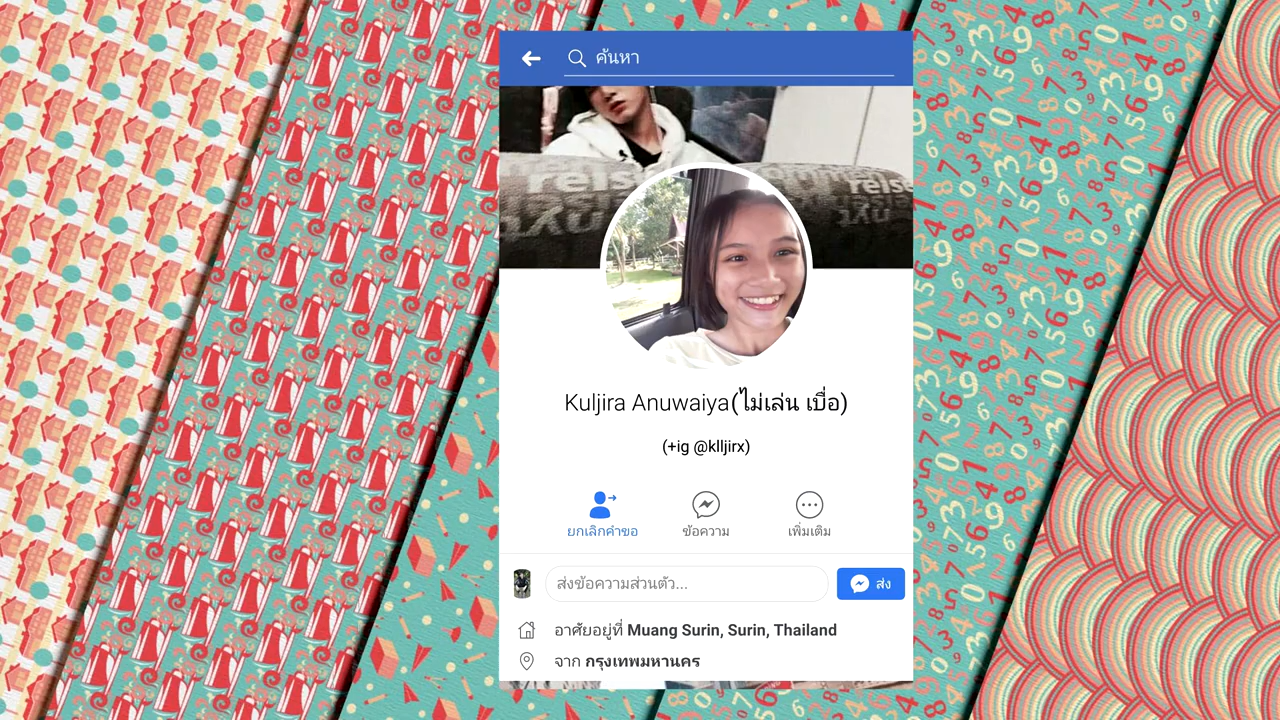 ค้นหา
reise
reise
Kuljira Anuwaiya(ไม่เล่น เบื่อ)
(+ig @klljirx)
ยกเลิกคำขอ
ข้อความ
เพิ่มเติม
ส่งข้อความส่วนตัว...
ส่ง
อาศัยอยู่ที่ Muang Surin, Surin, Thailand
จาก กรุงเทพมหานคร